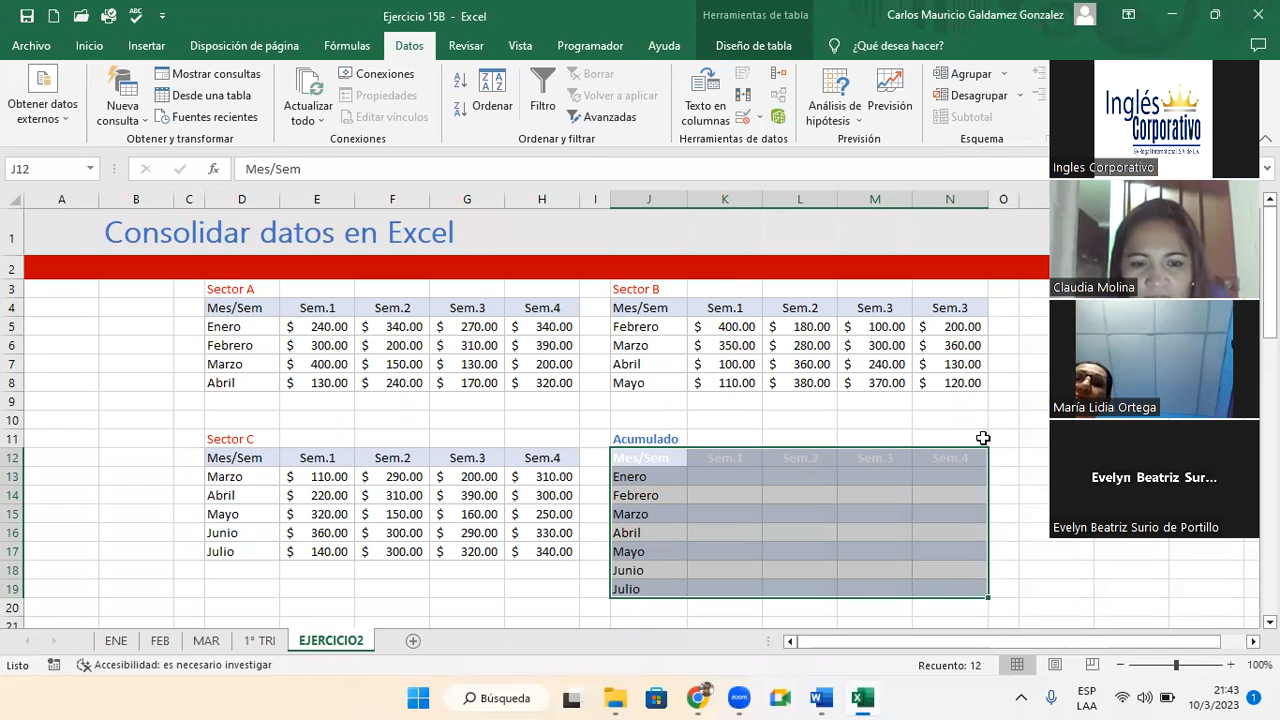 Ejercicio 15B - Excel
Herramientas de tabla
Carlos Mauricio Galdamez Gonzalez
Archivo Inicio Insertar Disposición de página Fórmulas Datos Revisar Vista Programador Ayuda Diseño de tabla ¿Qué desea hacer?
Obtener datos externos
Nueva consulta
Mostrar consultas
Desde una tabla
Fuentes recientes
Obtener y transformar
Actualizar todo
Conexiones
Propiedades
Editar vínculos
Conexiones
Ordenar
Filtro
Borrar
Volver a aplicar
Avanzadas
Ordenar y filtrar
Texto en columnas
Herramientas de datos
Análisis de hipótesis
Previsión
Previsión
Agrupar
Desagrupar
Subtotal
Esquema
J12 fx Mes/Sem
A B C D E F G H I J K L M N O
1 Consolidar datos en Excel
2
3 Sector A Sector B
4 Mes/Sem Sem.1 Sem.2 Sem.3 Sem.4 Mes/Sem Sem.1 Sem.2 Sem.3 Sem.3
5 Enero $ 240.00 $ 340.00 $ 270.00 $ 340.00 Febrero $ 400.00 $ 180.00 $ 100.00 $ 200.00
6 Febrero $ 300.00 $ 200.00 $ 310.00 $ 390.00 Marzo $ 350.00 $ 280.00 $ 300.00 $ 360.00
7 Marzo $ 400.00 $ 150.00 $ 130.00 $ 200.00 Abril $ 100.00 $ 360.00 $ 240.00 $ 130.00
8 Abril $ 130.00 $ 240.00 $ 170.00 $ 320.00 Mayo $ 110.00 $ 380.00 $ 370.00 $ 120.00
9
10
11 Sector C Acumulado
12 Mes/Sem Sem.1 Sem.2 Sem.3 Sem.4 Mes/Sem Sem.1 Sem.2 Sem.3 Sem.4
13 Marzo $ 110.00 $ 290.00 $ 200.00 $ 310.00 Enero
14 Abril $ 220.00 $ 310.00 $ 390.00 $ 300.00 Febrero
15 Mayo $ 320.00 $ 150.00 $ 160.00 $ 250.00 Marzo
16 Junio $ 360.00 $ 300.00 $ 290.00 $ 330.00 Abril
17 Julio $ 140.00 $ 300.00 $ 320.00 $ 340.00 Mayo
18 Junio
19 Julio
20
21
Inglés
Corporativo
Ingles Corporativo
Claudia Molina
María Lidia Ortega
Evelyn Beatriz Sur...
Evelyn Beatriz Surio de Portillo
ENE FEB MAR 1º TRI EJERCICIO2
Listo Accesibilidad: es necesario investigar Recuento: 12 100%
Búsqueda
ESP
LAA
21:43
10/3/2023
1